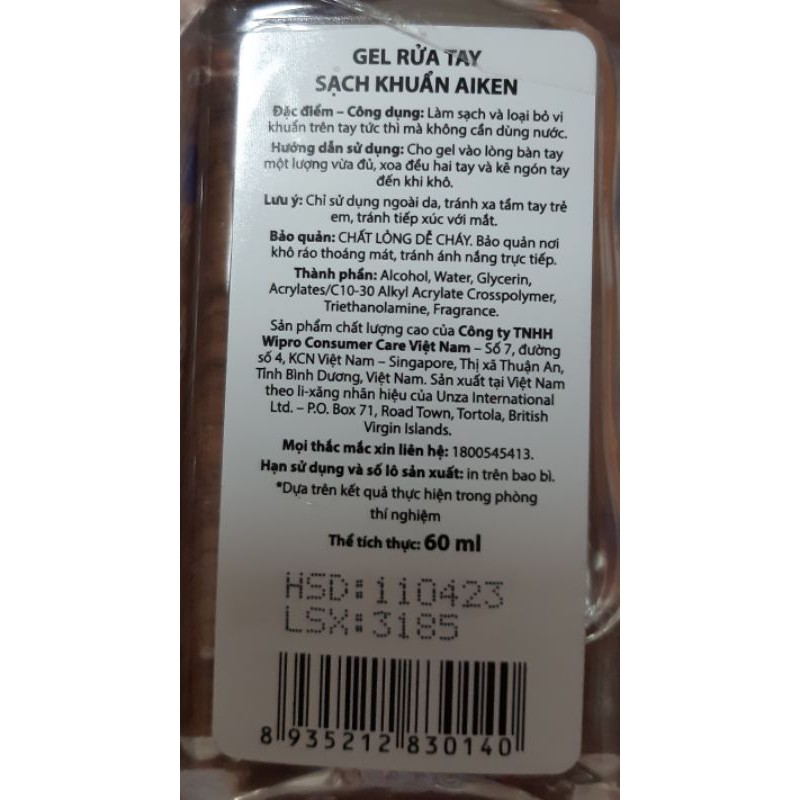 GEL RỬA TAY
SẠCH KHUẨN AIKEN
Đặc điểm – Công dụng: Làm sạch và loại bỏ vi
khuẩn trên tay tức thì mà không cần dùng nước.
Hướng dẫn sử dụng: Cho gel vào lòng bàn tay
một lượng vừa đủ, xoa đều hai tay và kẽ ngón tay
đến khi khô.
Lưu ý: Chỉ sử dụng ngoài da, tránh xa tầm tay trẻ
em, tránh tiếp xúc với mắt.
Bảo quản: CHẤT LỎNG DỄ CHÁY. Bảo quản nơi
khô ráo thoáng mát, tránh ánh nắng trực tiếp.
Thành phần: Alcohol, Water, Glycerin,
Acrylates/C10-30 Alkyl Acrylate Crosspolymer,
Triethanolamine, Fragrance.
Sản phẩm chất lượng cao của Công ty TNHH
Wipro Consumer Care Việt Nam – Số 7, đường
số 4, KCN Việt Nam – Singapore, Thị xã Thuận An,
Tỉnh Bình Dương, Việt Nam. Sản xuất tại Việt Nam
theo li-xăng nhãn hiệu của Unza International
Ltd. – P.O. Box 71, Road Town, Tortola, British
Virgin Islands.
Mọi thắc mắc xin liên hệ: 1800545413.
Hạn sử dụng và số lô sản xuất: in trên bao bì.
*Dựa trên kết quả thực hiện trong phòng
thí nghiệm
Thể tích thực: 60 ml
HSD:110423
LSX:3185
8 935212 830140